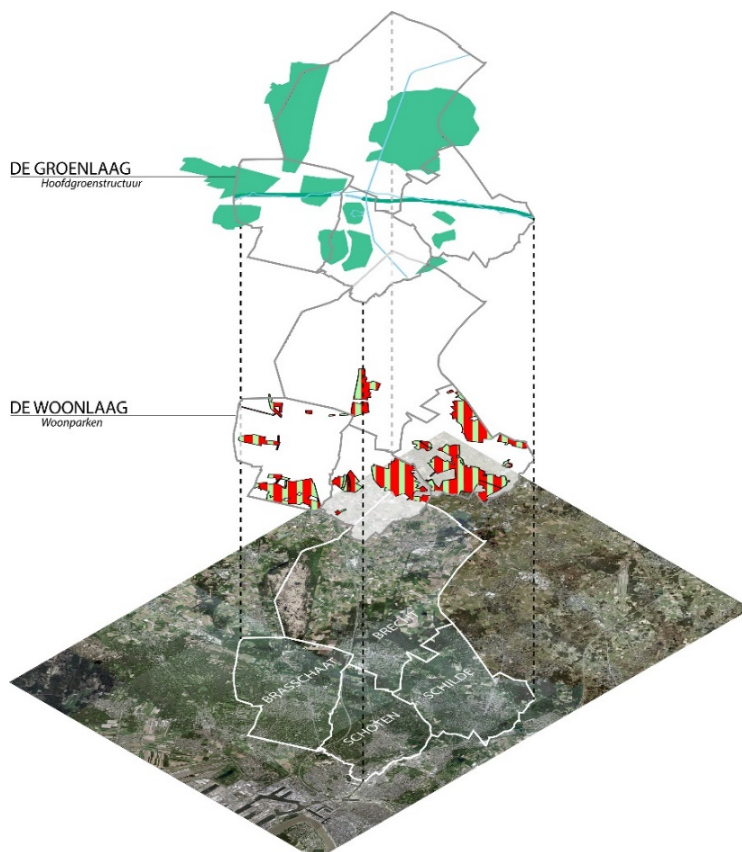 DE GROENLAAG
Hoofdgroenstructuur
DE WOONLAAG
Woonparken
BRECHT
BRASSCHAAT
SCHILDE
SCHOTEN